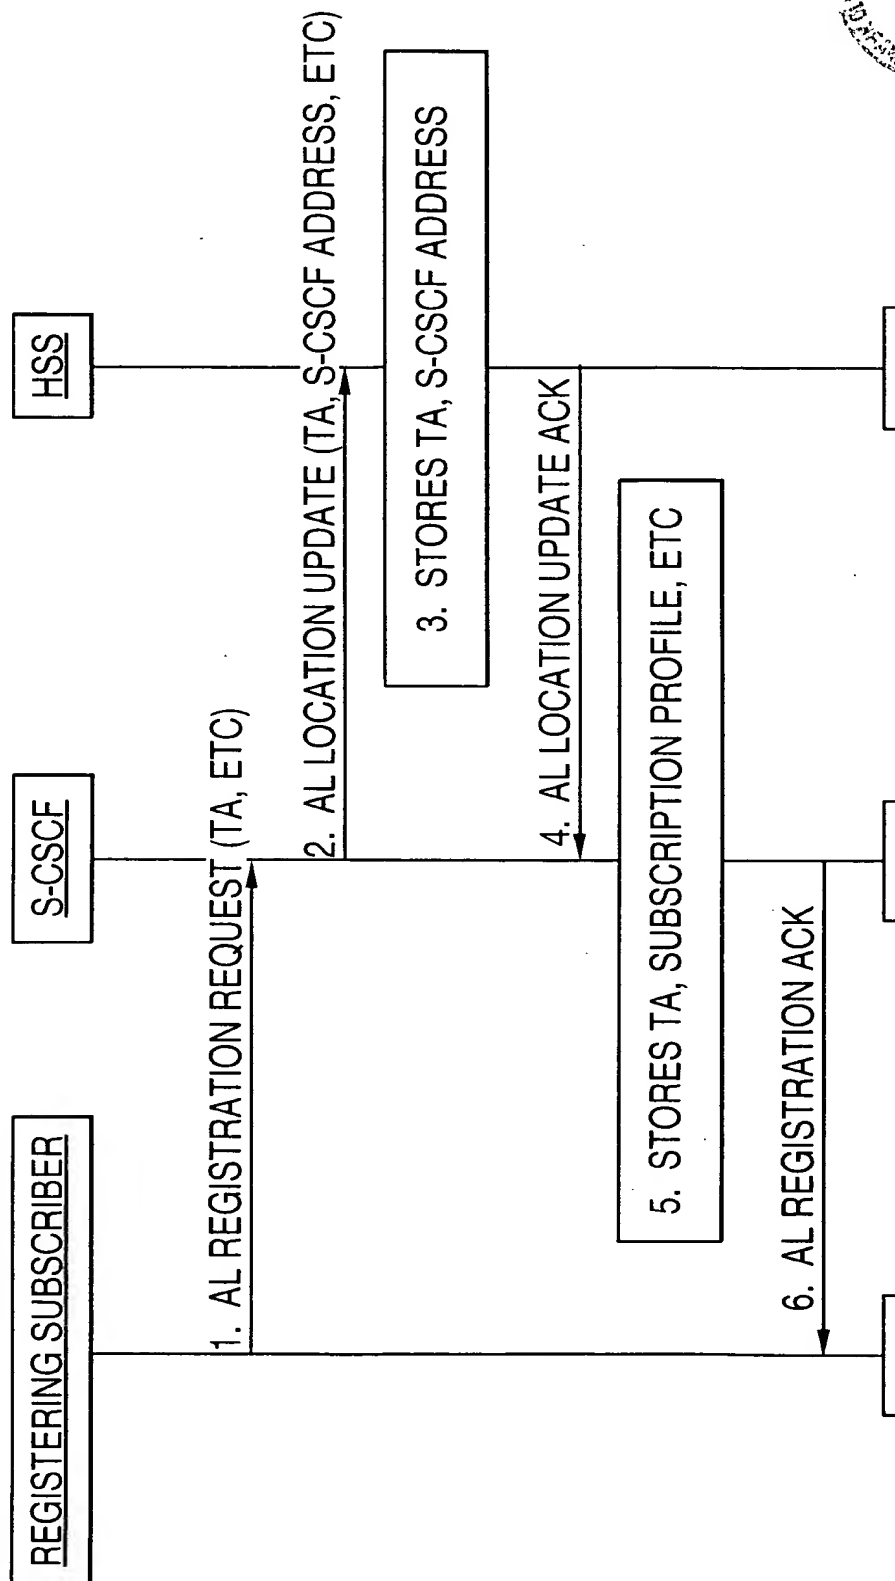 REGISTERING SUBSCRIBER
S-CSCF
HSS
1. AL REGISTRATION REQUEST (TA, ETC)
2. AL LOCATION UPDATE (TA, S-CSCF ADDRESS, ETC)
3. STORES TA, S-CSCF ADDRESS
4. AL LOCATION UPDATE ACK
5. STORES TA, SUBSCRIPTION PROFILE, ETC
6. AL REGISTRATION ACK